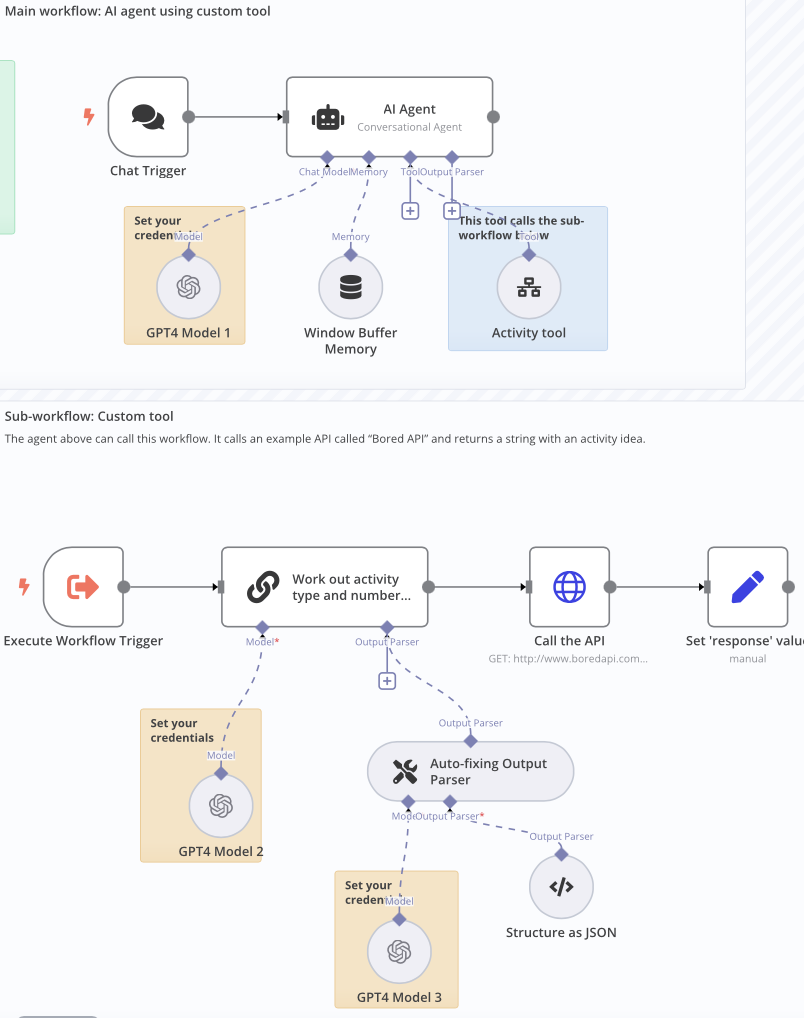 Main workflow: AI agent using custom tool
AI Agent
Conversational Agent
Chat Trigger
Chat Model
Memory
Tool
Output Parser
Set your
Model
Memory
This tool calls the sub-
workflow below
Tool
GPT4 Model 1
Window Buffer
Memory
Activity tool
Sub-workflow: Custom tool
The agent above can call this workflow. It calls an example API called “Bored API” and returns a string with an activity idea.
Work out activity
type and number...
Execute Workflow Trigger
Model*
Output Parser
Call the API
GET: http://www.boredapi.com...
Set 'response' valu
manual
Set your
credentials
Model
Output Parser
Auto-fixing Output
Parser
GPT4 Model 2
Output Parser*
Output Parser
Set your
Model
Structure as JSON
GPT4 Model 3